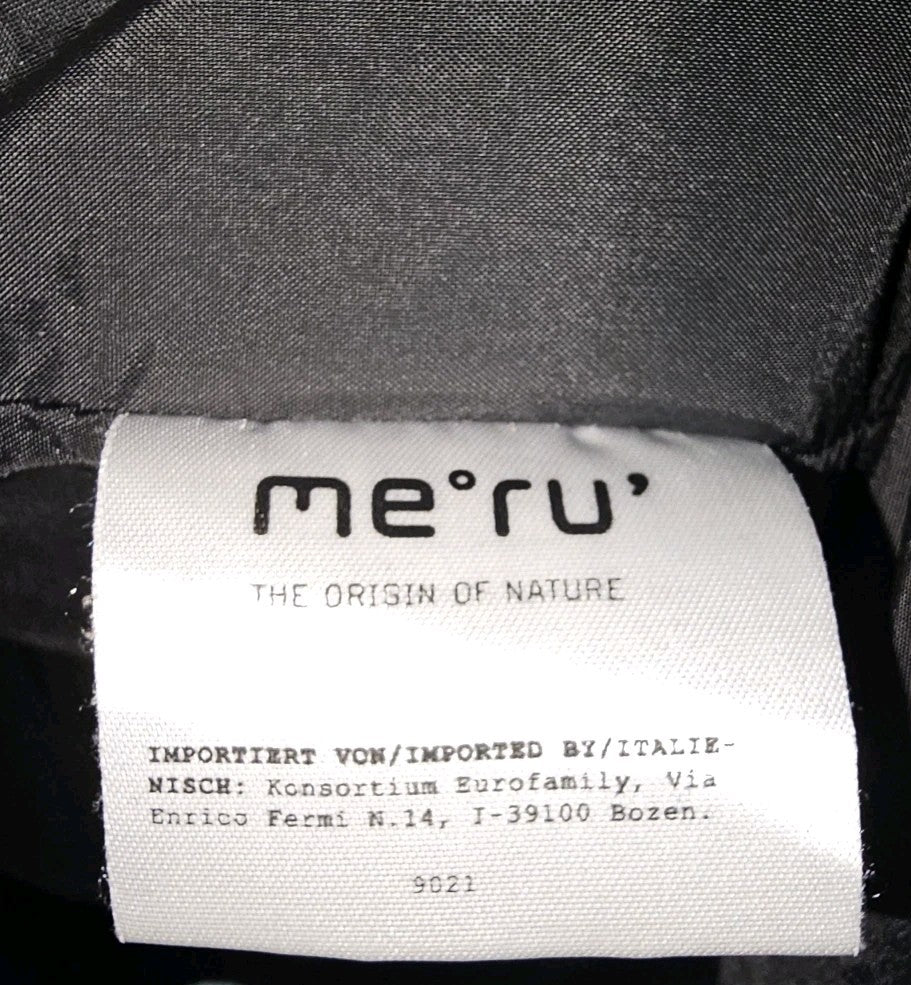 me°ru'
THE ORIGIN OF NATURE
IMPORTIERT VON/IMPORTED BY/ITALIE-
NISCH: Konsortium Eurofamily, Via
Enrico Fermi N.14, I-39100 Bozen.
9021